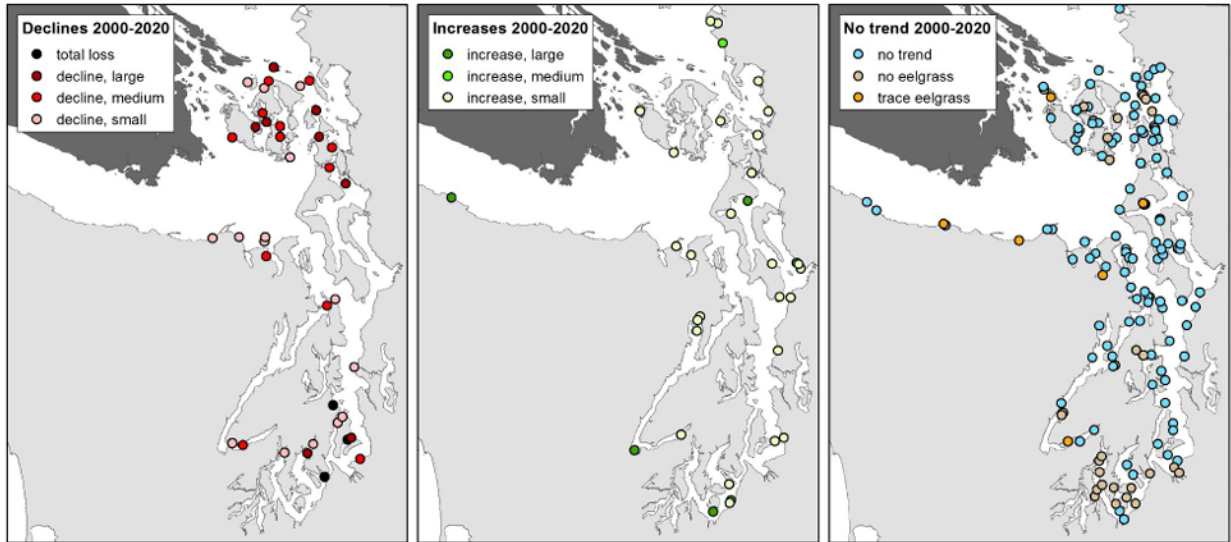 Declines 2000-2020
total loss
decline, large
decline, medium
decline, small
Increases 2000-2020
increase, large
increase, medium
increase, small
No trend 2000-2020
no trend
no eelgrass
trace eelgrass